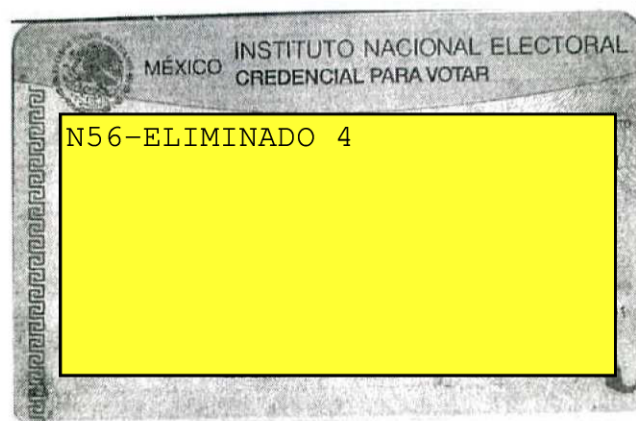 MÉXICO
INSTITUTO NACIONAL ELECTORAL
CREDENCIAL PARA VOTAR
N56-ELIMINADO 4